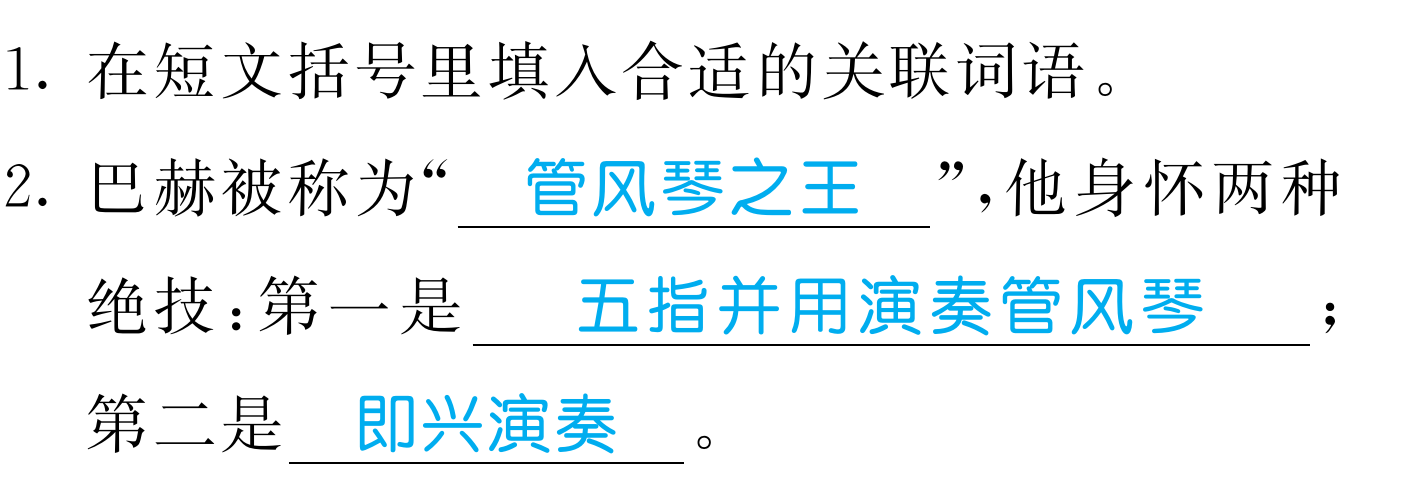 1. 在短文括号里填入合适的关联词语。
2. 巴赫被称为“管风琴之王”,他身怀两种
绝技:第一是五指并用演奏管风琴;
第二是即兴演奏。